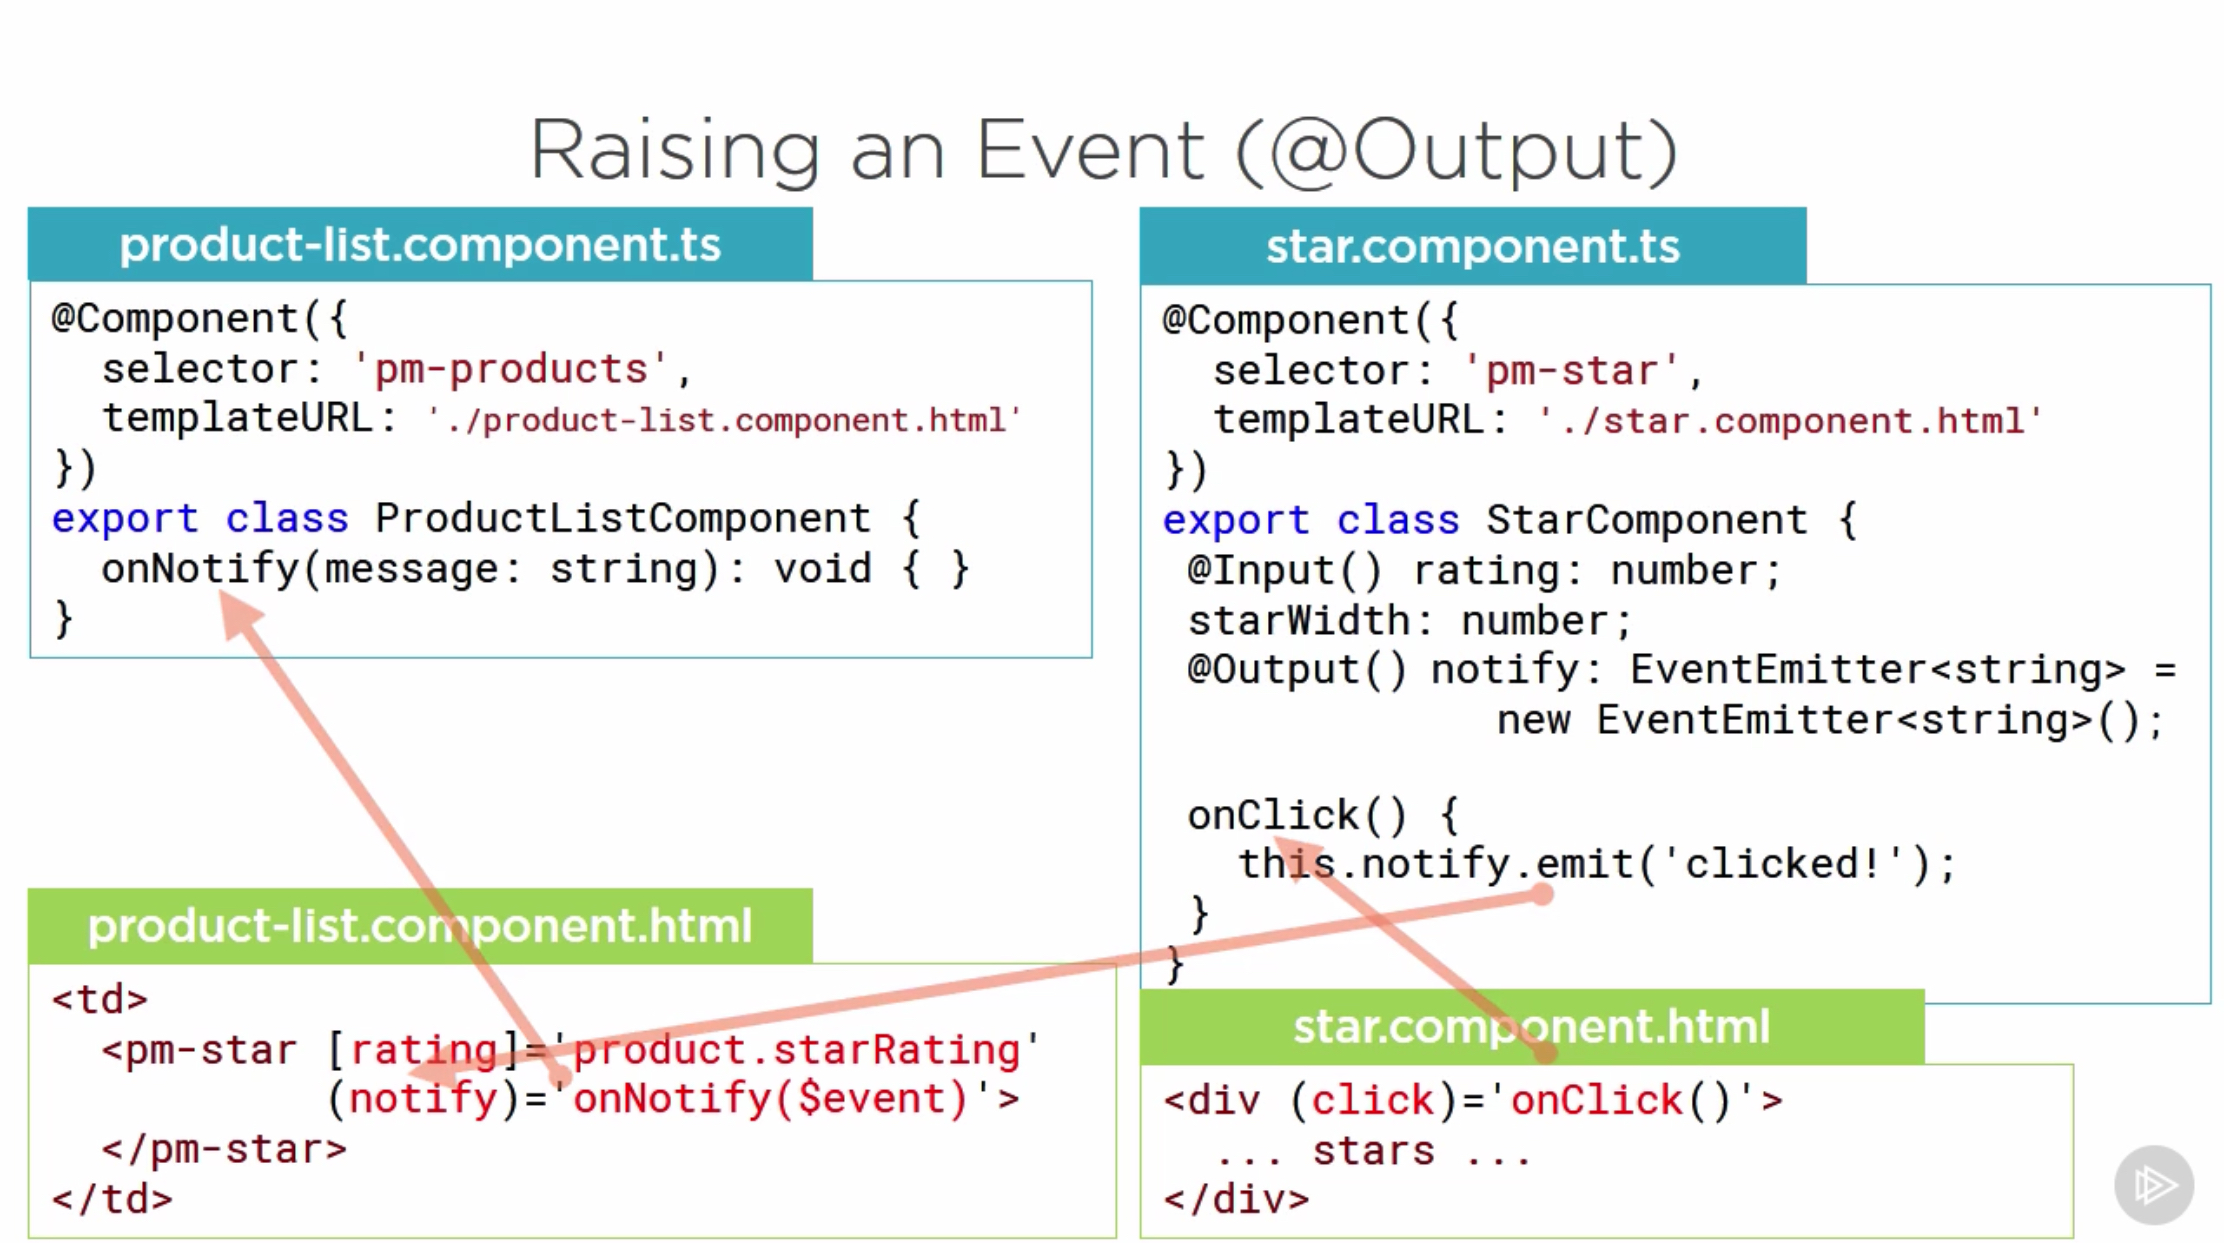 Raising an Event (@Output)
product-list.component.ts
@Component({
  selector: 'pm-products',
  templateURL: './product-list.component.html'
})
export class ProductListComponent {
  onNotify(message: string): void { }
}
product-list.component.html
<td>
  <pm-star [rating]='product.starRating'
           (notify)='onNotify($event)'>
  </pm-star>
</td>
star.component.ts
@Component({
  selector: 'pm-star',
  templateURL: './star.component.html'
})
export class StarComponent {
 @Input() rating: number;
 starWidth: number;
 @Output() notify: EventEmitter<string> =
             new EventEmitter<string>();
 onClick() {
   this.notify.emit('clicked!');
 }
}
star.component.html
<div (click)='onClick()'>
  ... stars ...
</div>